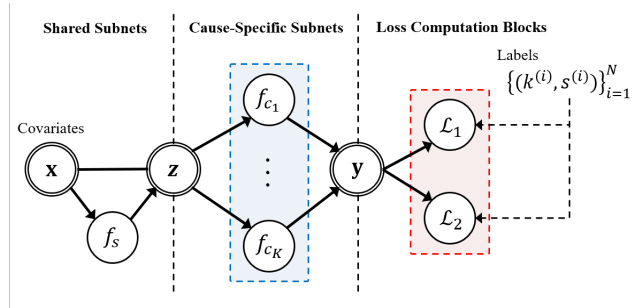 Shared Subnets
Cause-Specific Subnets
Loss Computation Blocks
Labels
{(k^{(i)}, s^{(i)})}_{i=1}^{N}
Covariates
x
f_s
z
f_{c_1}
⋮
f_{c_K}
y
ℒ_1
ℒ_2